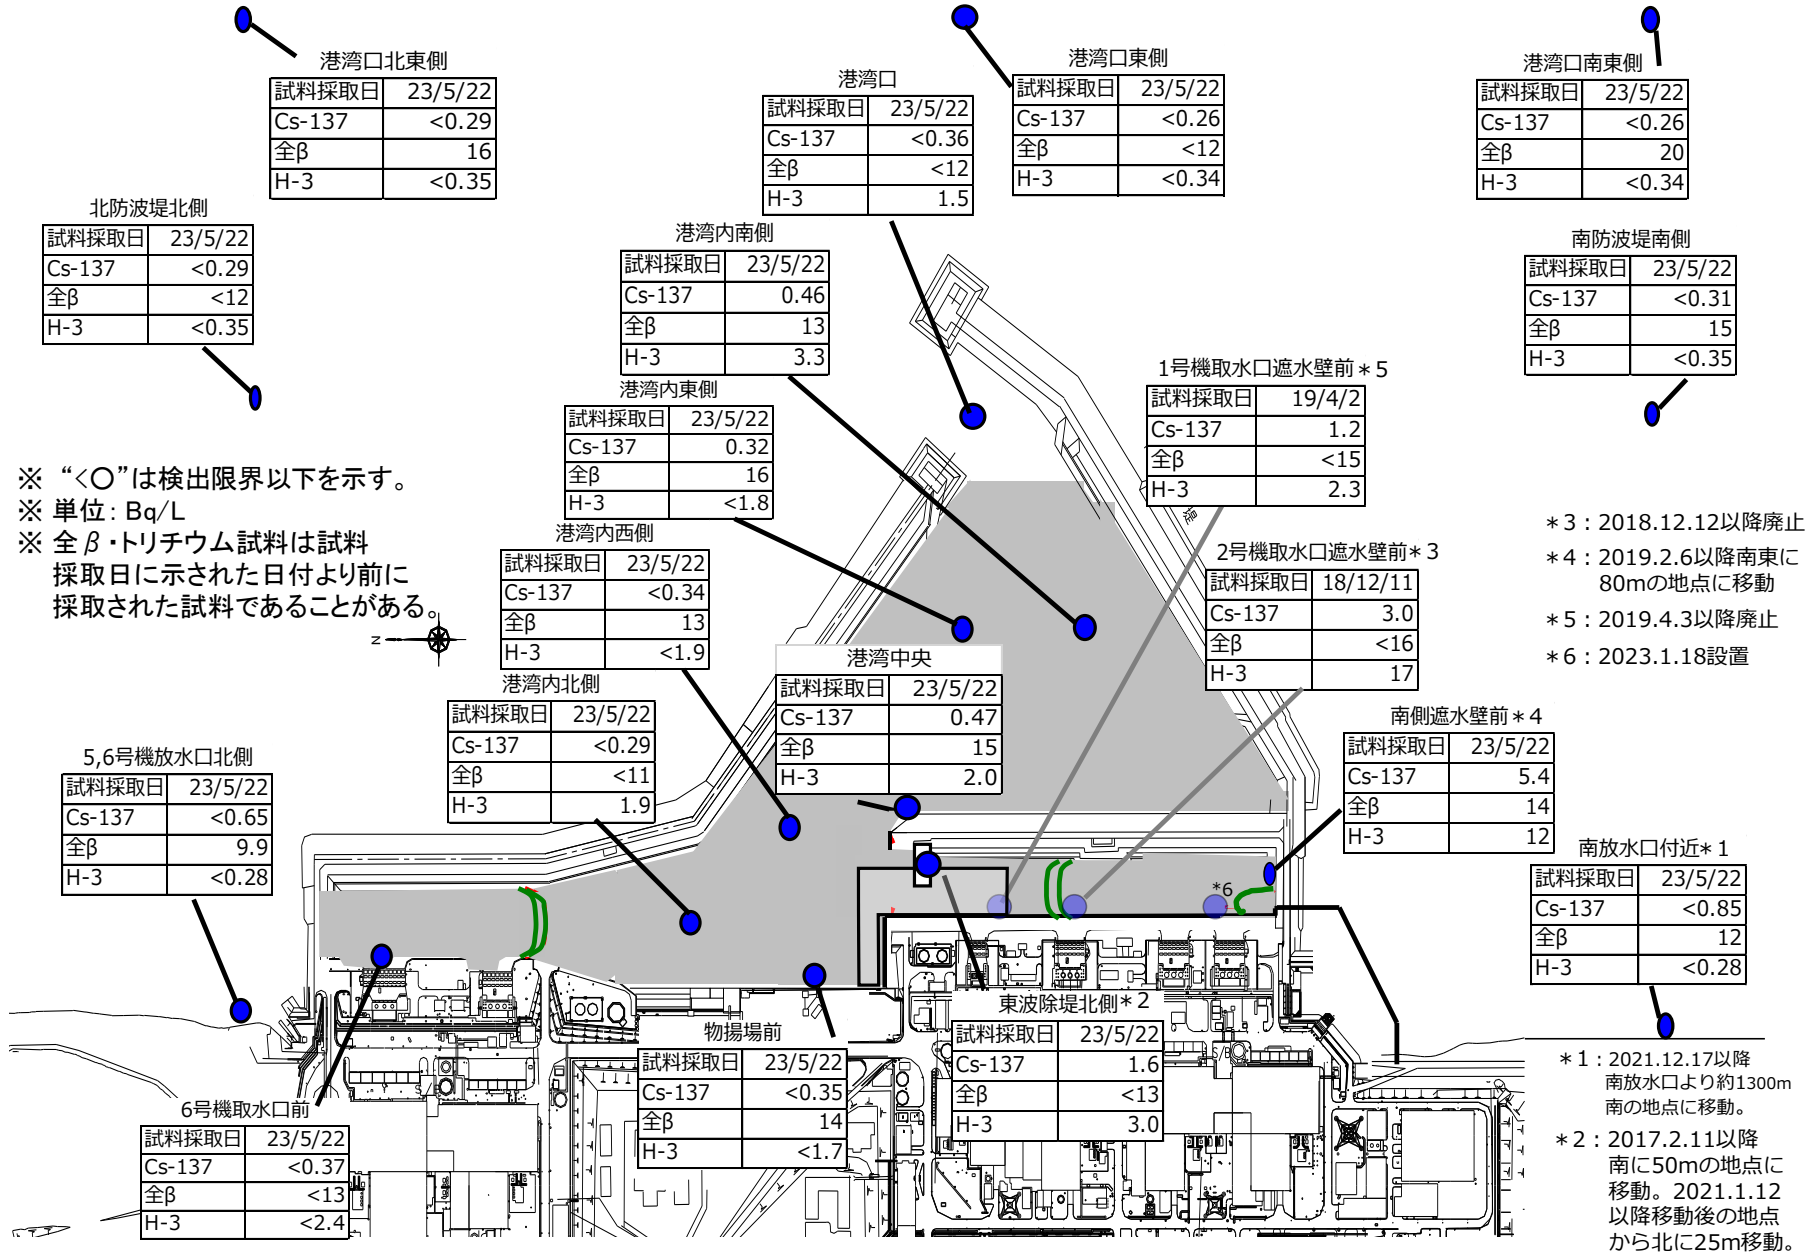 港湾口北東側
試料採取日 23/5/22
Cs-137 <0.29
全β 16
H-3 <0.35
港湾口
試料採取日 23/5/22
Cs-137 <0.36
全β <12
H-3 1.5
港湾口東側
試料採取日 23/5/22
Cs-137 <0.26
全β <12
H-3 <0.34
港湾口南東側
試料採取日 23/5/22
Cs-137 <0.26
全β 20
H-3 <0.34
北防波堤北側
試料採取日 23/5/22
Cs-137 <0.29
全β <12
H-3 <0.35
港湾内南側
試料採取日 23/5/22
Cs-137 0.46
全β 13
H-3 3.3
南防波堤南側
試料採取日 23/5/22
Cs-137 <0.31
全β 15
H-3 <0.35
港湾内東側
試料採取日 23/5/22
Cs-137 0.32
全β 16
H-3 <1.8
1号機取水口遮水壁前＊5
試料採取日 19/4/2
Cs-137 1.2
全β <15
H-3 2.3
堤
※ “<〇”は検出限界以下を示す。
※ 単位：Bq/L
※ 全β・トリチウム試料は試料
採取日に示された日付より前に
採取された試料であることがある。
N
港湾内西側
試料採取日 23/5/22
Cs-137 <0.34
全β 13
H-3 <1.9
2号機取水口遮水壁前＊3
試料採取日 18/12/11
Cs-137 3.0
全β <16
H-3 17
＊3：2018.12.12以降廃止
＊4：2019.2.6以降南東に
80mの地点に移動
＊5：2019.4.3以降廃止
＊6：2023.1.18設置
港湾中央
試料採取日 23/5/22
Cs-137 0.47
全β 15
H-3 2.0
港湾内北側
試料採取日 23/5/22
Cs-137 <0.29
全β <11
H-3 1.9
南側遮水壁前＊4
試料採取日 23/5/22
Cs-137 5.4
全β 14
H-3 12
5,6号機放水口北側
試料採取日 23/5/22
Cs-137 <0.65
全β 9.9
H-3 <0.28
*6
南放水口付近＊1
試料採取日 23/5/22
Cs-137 <0.85
全β 12
H-3 <0.28
東波除堤北側＊2
試料採取日 23/5/22
Cs-137 1.6
全β <13
H-3 3.0
物揚場前
試料採取日 23/5/22
Cs-137 <0.35
全β 14
H-3 <1.7
6号機取水口前
試料採取日 23/5/22
Cs-137 <0.37
全β <13
H-3 <2.4
＊1：2021.12.17以降
南放水口より約1300m
南の地点に移動。
＊2：2017.2.11以降
南に50mの地点に
移動。2021.1.12
以降移動後の地点
から北に25m移動。